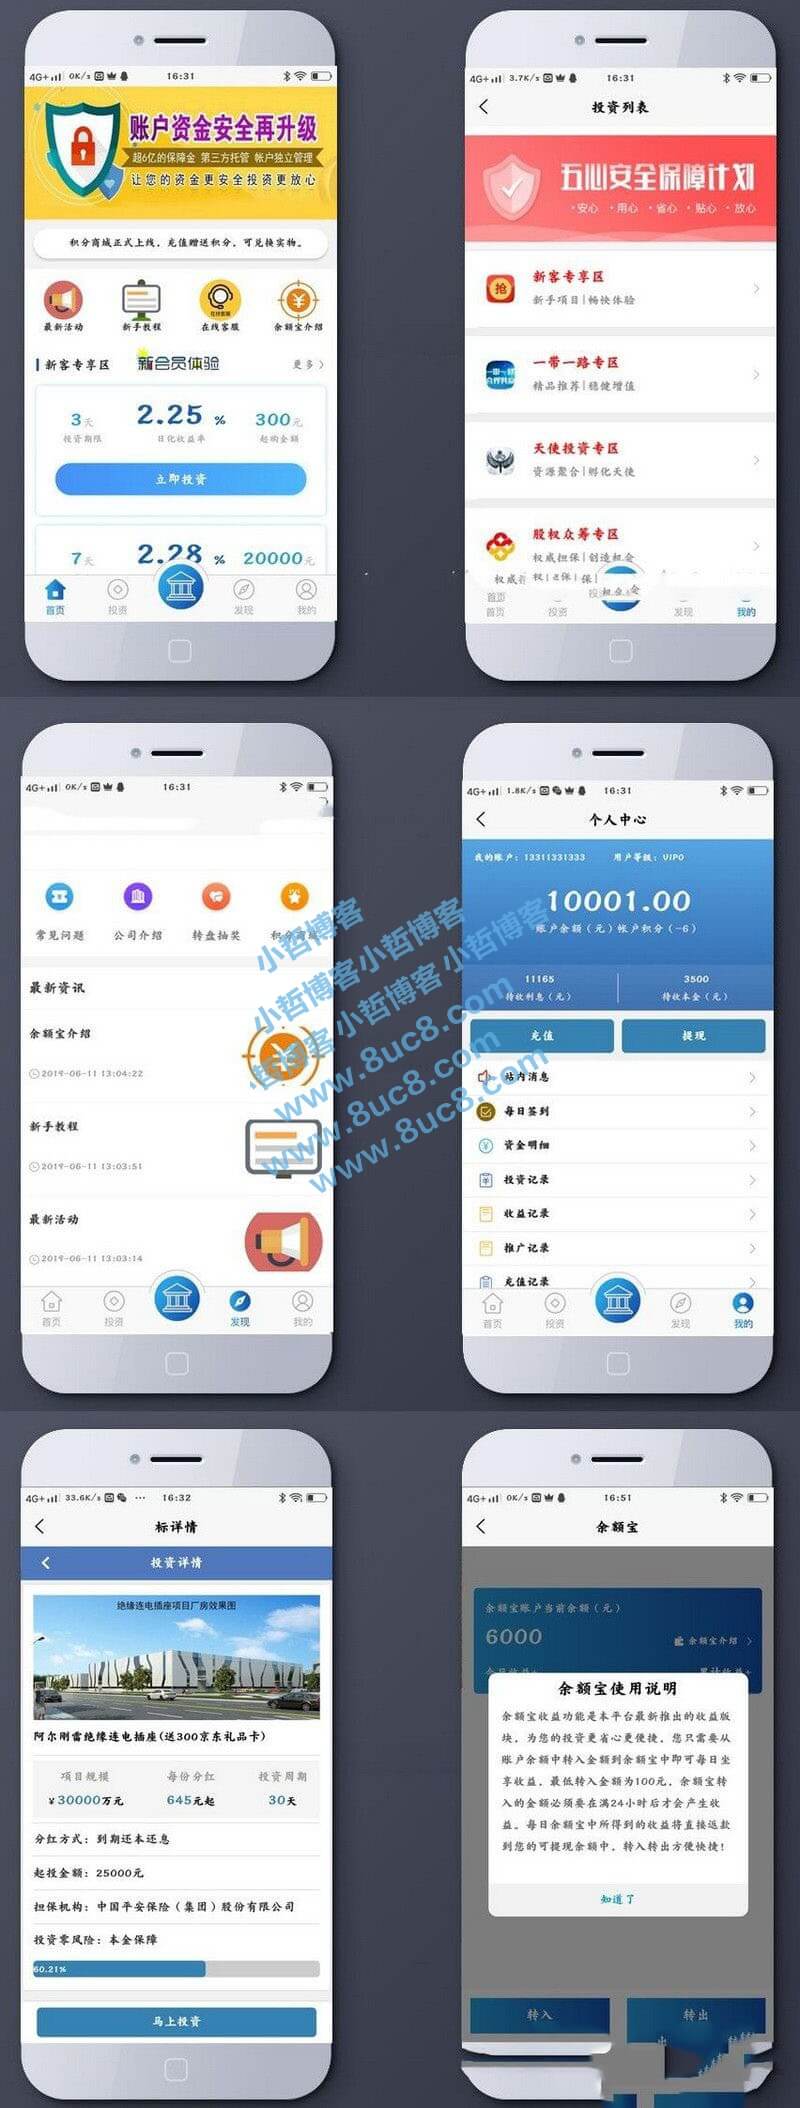 4G+ 0K/s 16:31
账户资金安全再升级
超6亿的保障金 第三方托管 帐户独立管理
让您的资金更安全投资更放心
积分商城正式上线，充值赠送积分，可兑换实物。
最新活动 新手教程 在线客服 余额宝介绍
新客专享区 新会员体验 更多
3天 2.25 % 300元
投资期限 日化收益率 起购金额
立即投资
7天 2.28 % 20000元
首页 投资 发现 我的
4G+ 3.7K/s 16:31
投资列表
五心安全保障计划
·安心 ·用心 ·省心 ·贴心 ·放心
抢
新客专享区
新手项目|畅快体验
一带一路专区
精品推荐|稳健增值
天使投资专区
资源聚合|孵化天使
股权众筹专区
权威担保|创造机会
首页 投资 发现 我的
4G+ 0K/s 16:31
常见问题 公司介绍 转盘抽奖 积分商城
最新资讯
余额宝介绍
2019-06-11 13:04:22
新手教程
2019-06-11 13:03:51
最新活动
2019-06-11 13:03:14
首页 投资 发现 我的
4G+ 1.8K/s 16:31
个人中心
我的账户：13311331333 用户等级：VIP0
10001.00
账户余额（元）帐户积分（-6）
11165 3500
待收利息（元） 待收本金（元）
充值 提现
站内消息
每日签到
资金明细
投资记录
收益记录
推广记录
充值记录
首页 投资 发现 我的
小哲博客小哲博客
小哲博客小哲博客小哲博客
www.8uc8.com
www.8uc8.com
4G+ 33.6K/s ··· 16:32
标详情
投资详情
绝缘连电插座项目厂房效果图
阿尔刚雷绝缘连电插座(送300京东礼品卡)
项目规模 每份分红 投资周期
¥30000万元 645元起 30天
分红方式：到期还本还息
起投金额：25000元
担保机构：中国平安保险（集团）股份有限公司
投资零风险：本金保障
60.21%
马上投资
4G+ 0K/s 16:51
余额宝
余额宝账户当前余额（元）
6000 余额宝介绍
余额宝使用说明
余额宝收益功能是本平台最新推出的收益版
块，为您的投资更省心更便捷，您只需要从
账户余额中转入金额到余额宝中即可每日坐
享收益，最低转入金额为100元，余额宝转
入的金额必须要在满24小时后才会产生收
益。每日余额宝中所得到的收益将直接返款
到您的可提现余额中，转入转出方便快捷！
知道了
转入 转出